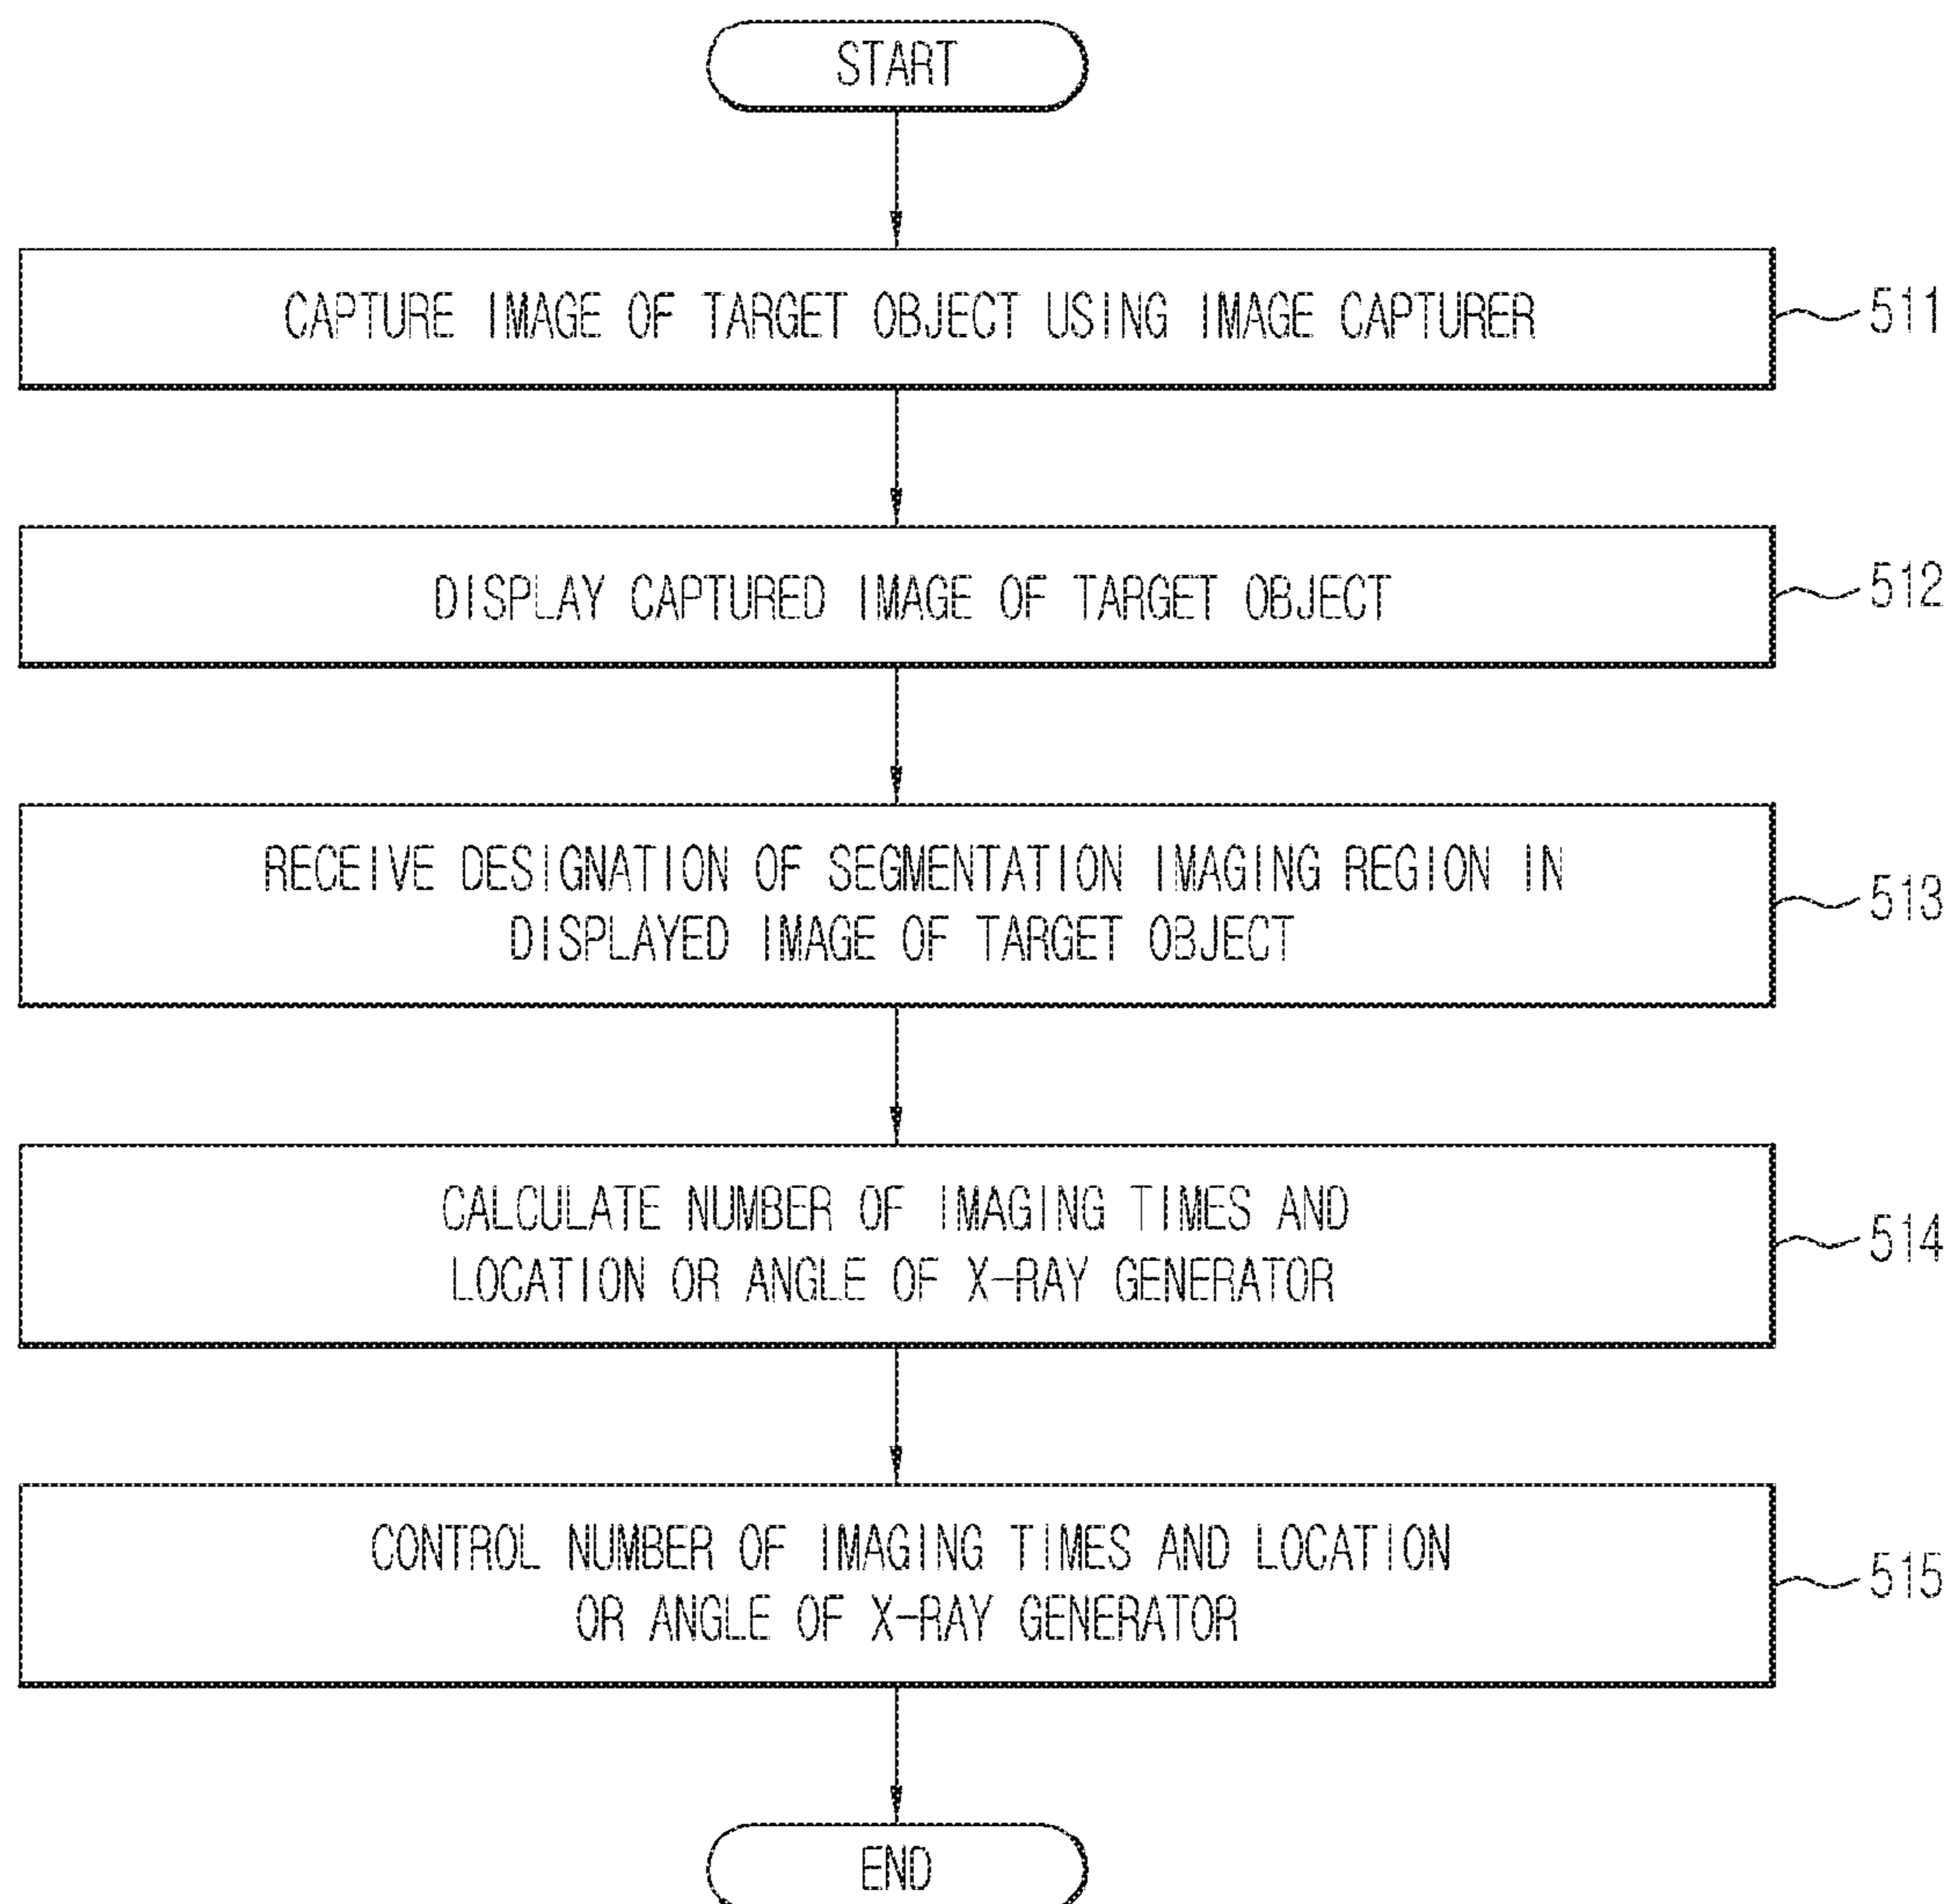 START
CAPTURE IMAGE OF TARGET OBJECT USING IMAGE CAPTURER
511
DISPLAY CAPTURED IMAGE OF TARGET OBJECT
512
RECEIVE DESIGNATION OF SEGMENTATION IMAGING REGION IN
DISPLAYED IMAGE OF TARGET OBJECT
513
CALCULATE NUMBER OF IMAGING TIMES AND
LOCATION OR ANGLE OF X-RAY GENERATOR
514
CONTROL NUMBER OF IMAGING TIMES AND LOCATION
OR ANGLE OF X-RAY GENERATOR
515
END